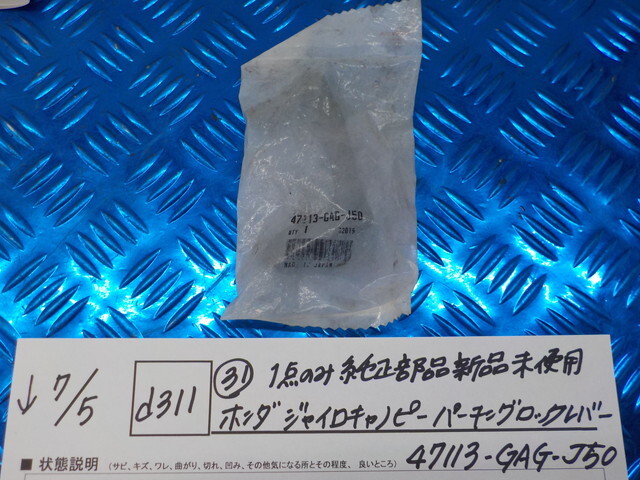 47113-GAG-J50
↓ 7/5 d311 ㉛ 1点のみ 純正部品 新品 未使用
ホンダ ジャイロキャノピー パーキングロックレバー
■ 状態説明 (サビ、キズ、ワレ、曲がり、切れ、凹み、その他気になる所とその程度、良いところ) 47113-GAG-J50